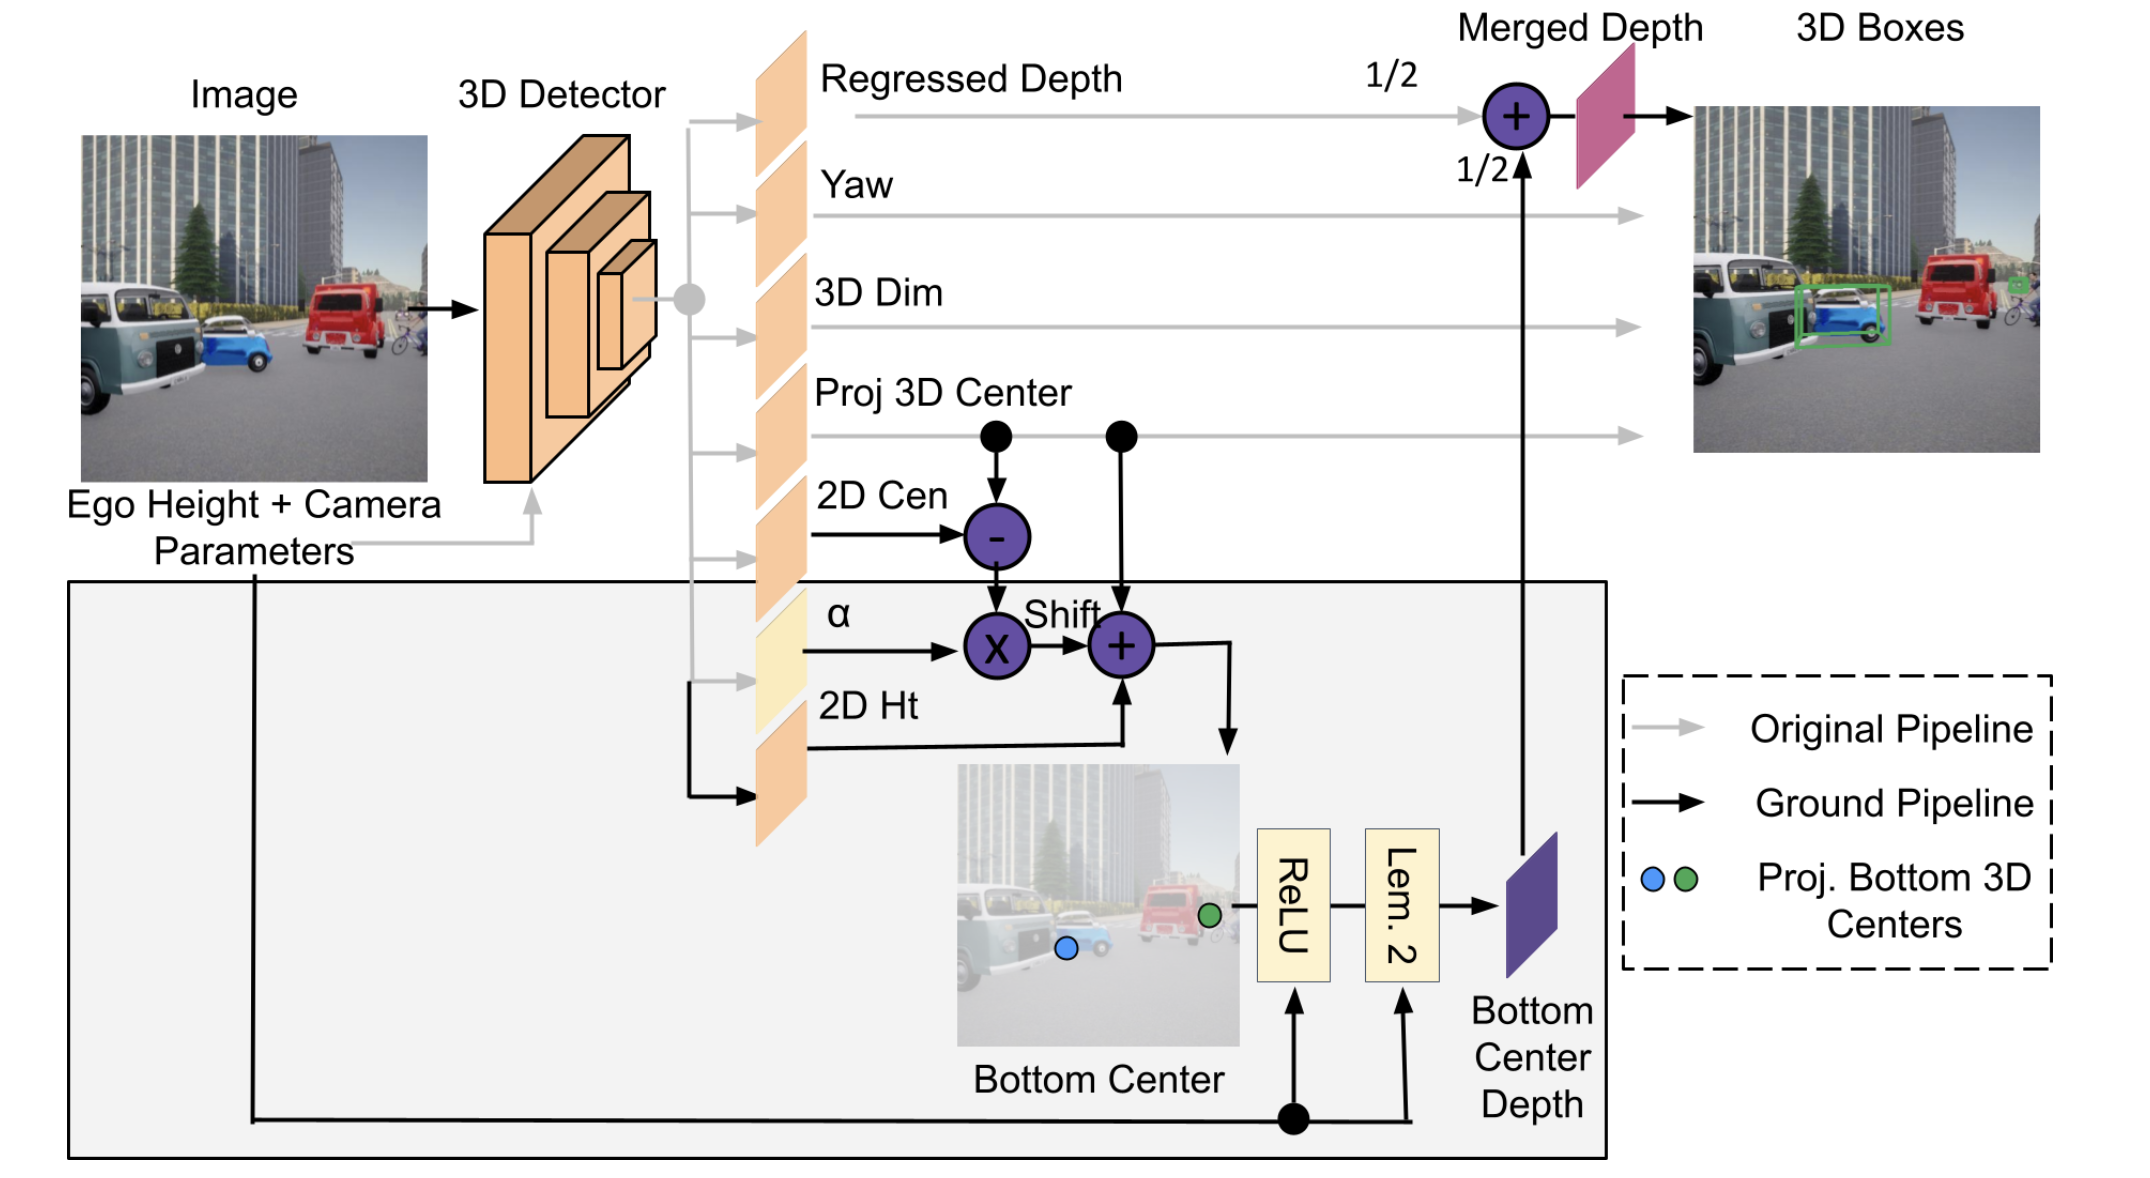 Image
3D Detector
Regressed Depth
1/2
Merged Depth
3D Boxes
+
1/2
Yaw
3D Dim
Proj 3D Center
Ego Height + Camera
Parameters
2D Cen
-
α
x
Shift
+
2D Ht
ReLU
Lem. 2
Bottom Center
Bottom
Center
Depth
Original Pipeline
Ground Pipeline
Proj. Bottom 3D
Centers